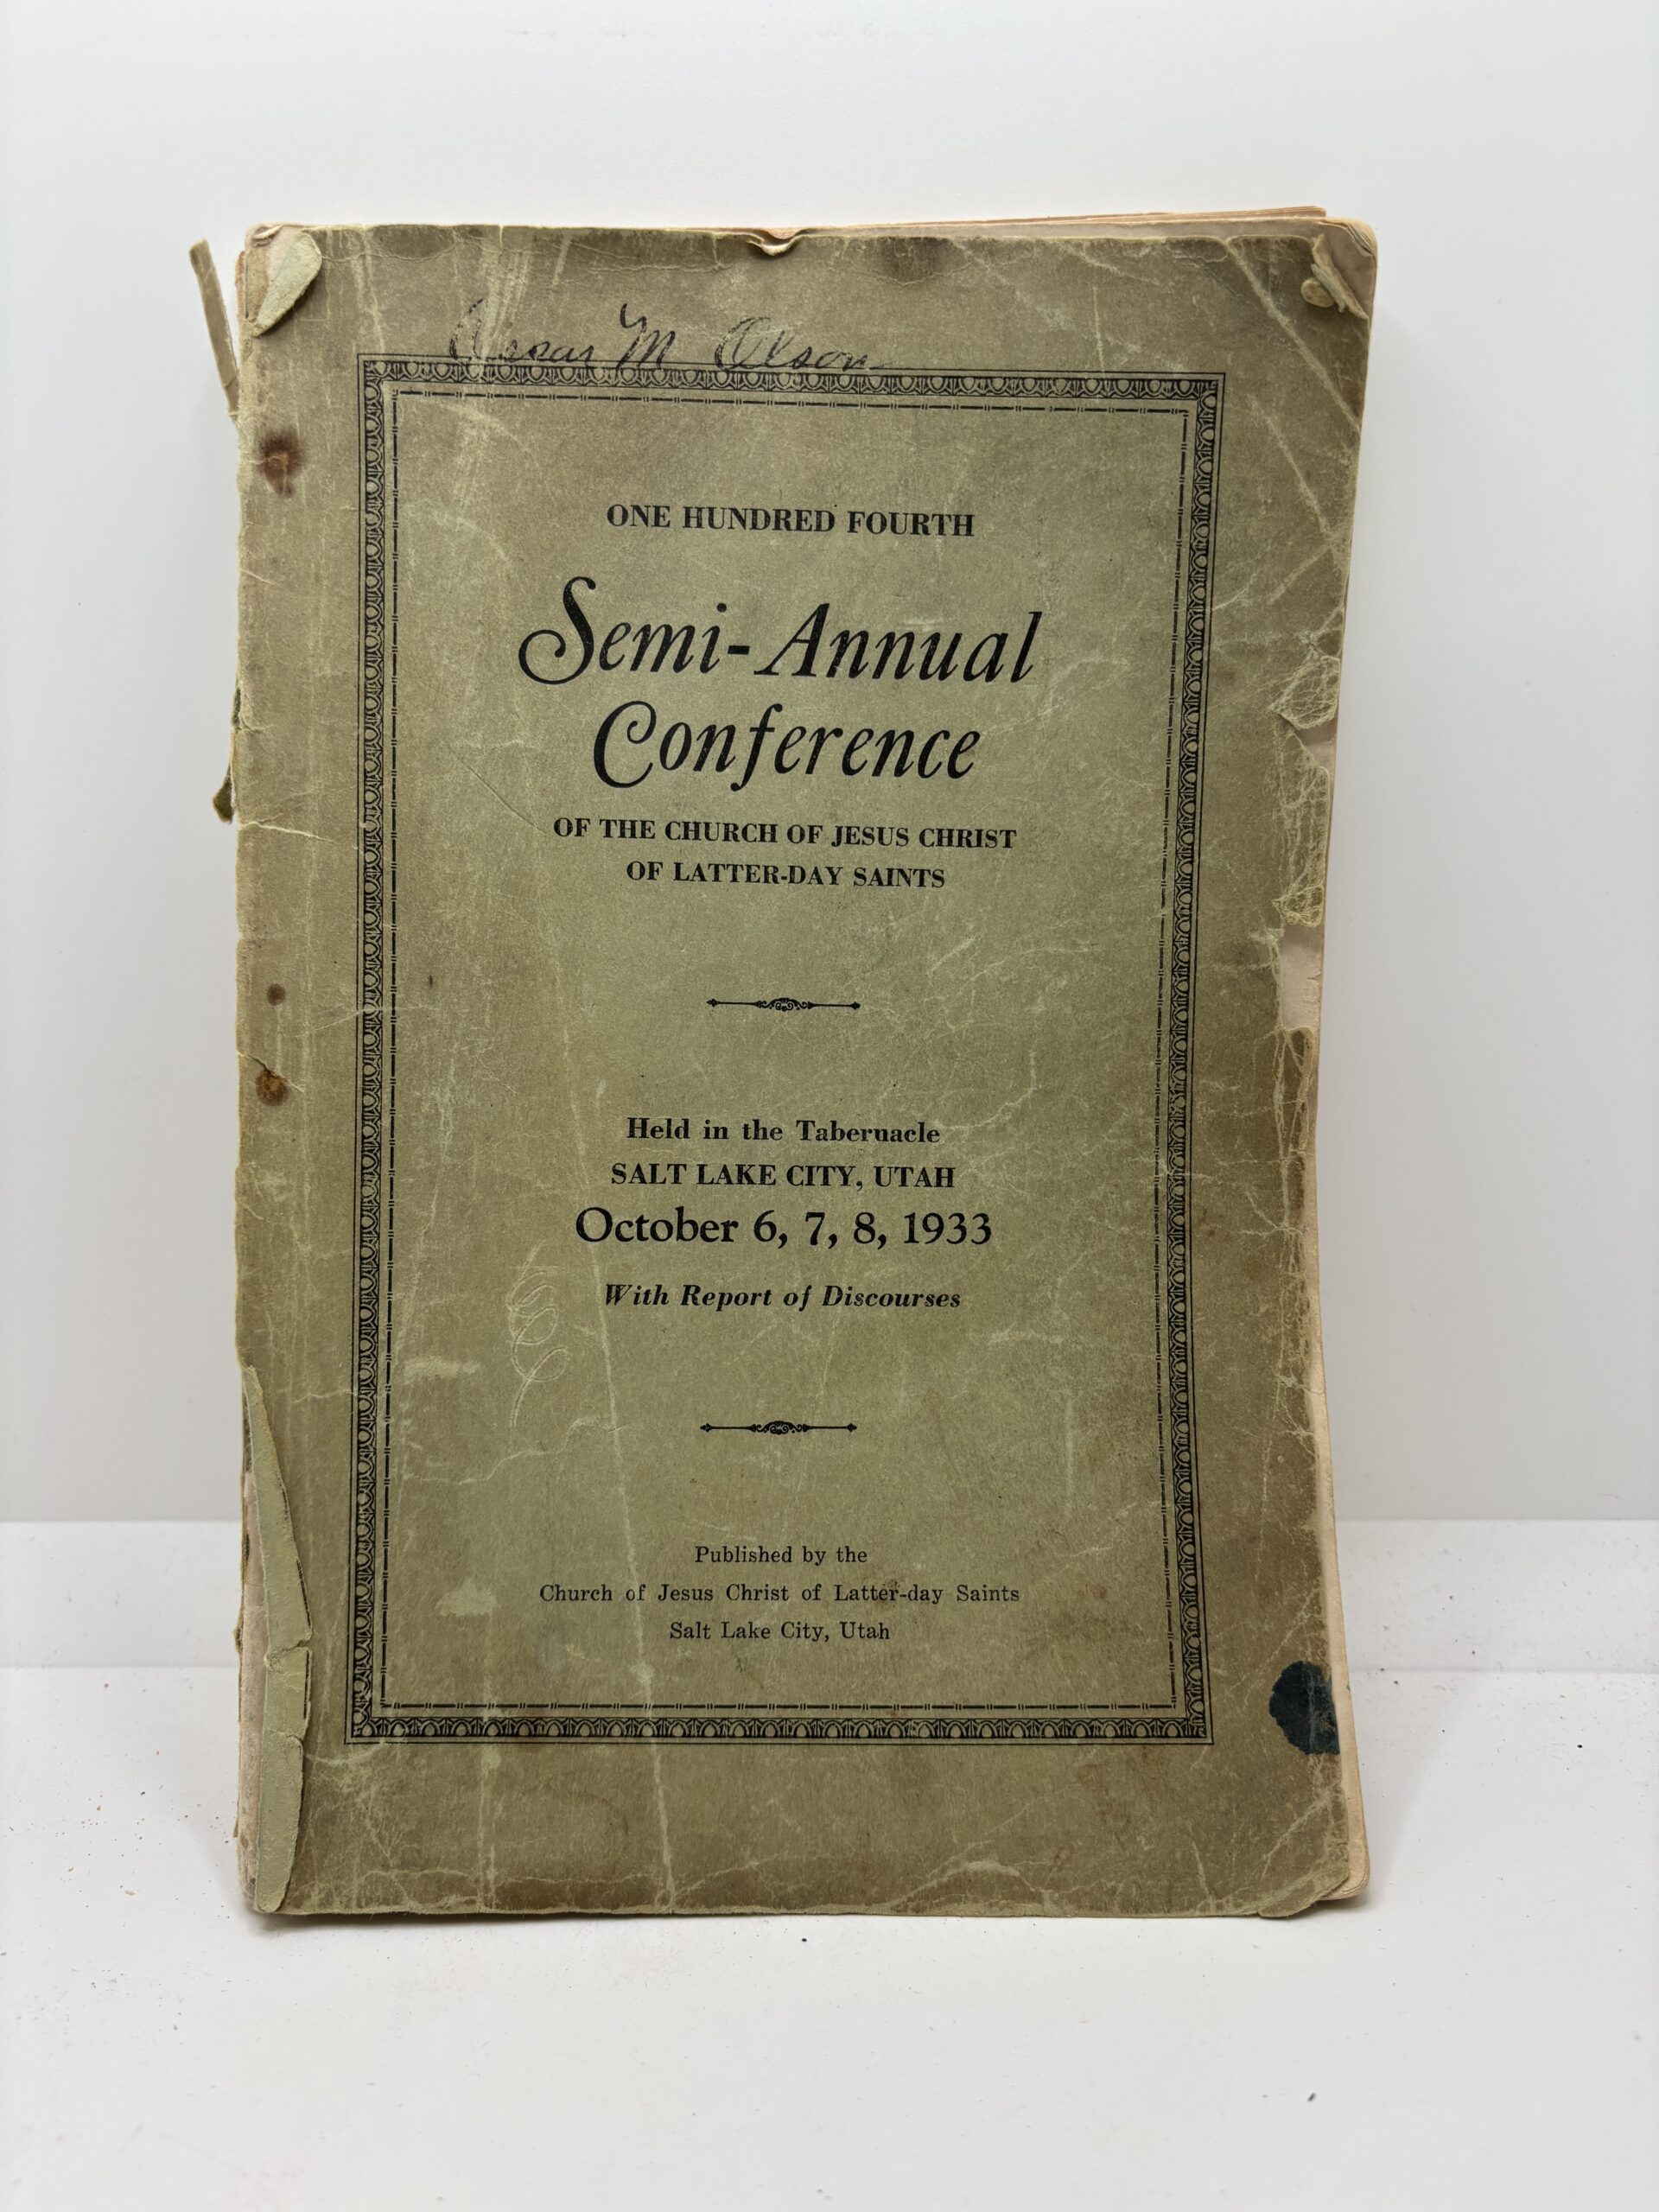 Oscar M Olson
ONE HUNDRED FOURTH
Semi-Annual
Conference
OF THE CHURCH OF JESUS CHRIST
OF LATTER-DAY SAINTS
Held in the Tabernacle
SALT LAKE CITY, UTAH
October 6, 7, 8, 1933
With Report of Discourses
Published by the
Church of Jesus Christ of Latter-day Saints
Salt Lake City, Utah